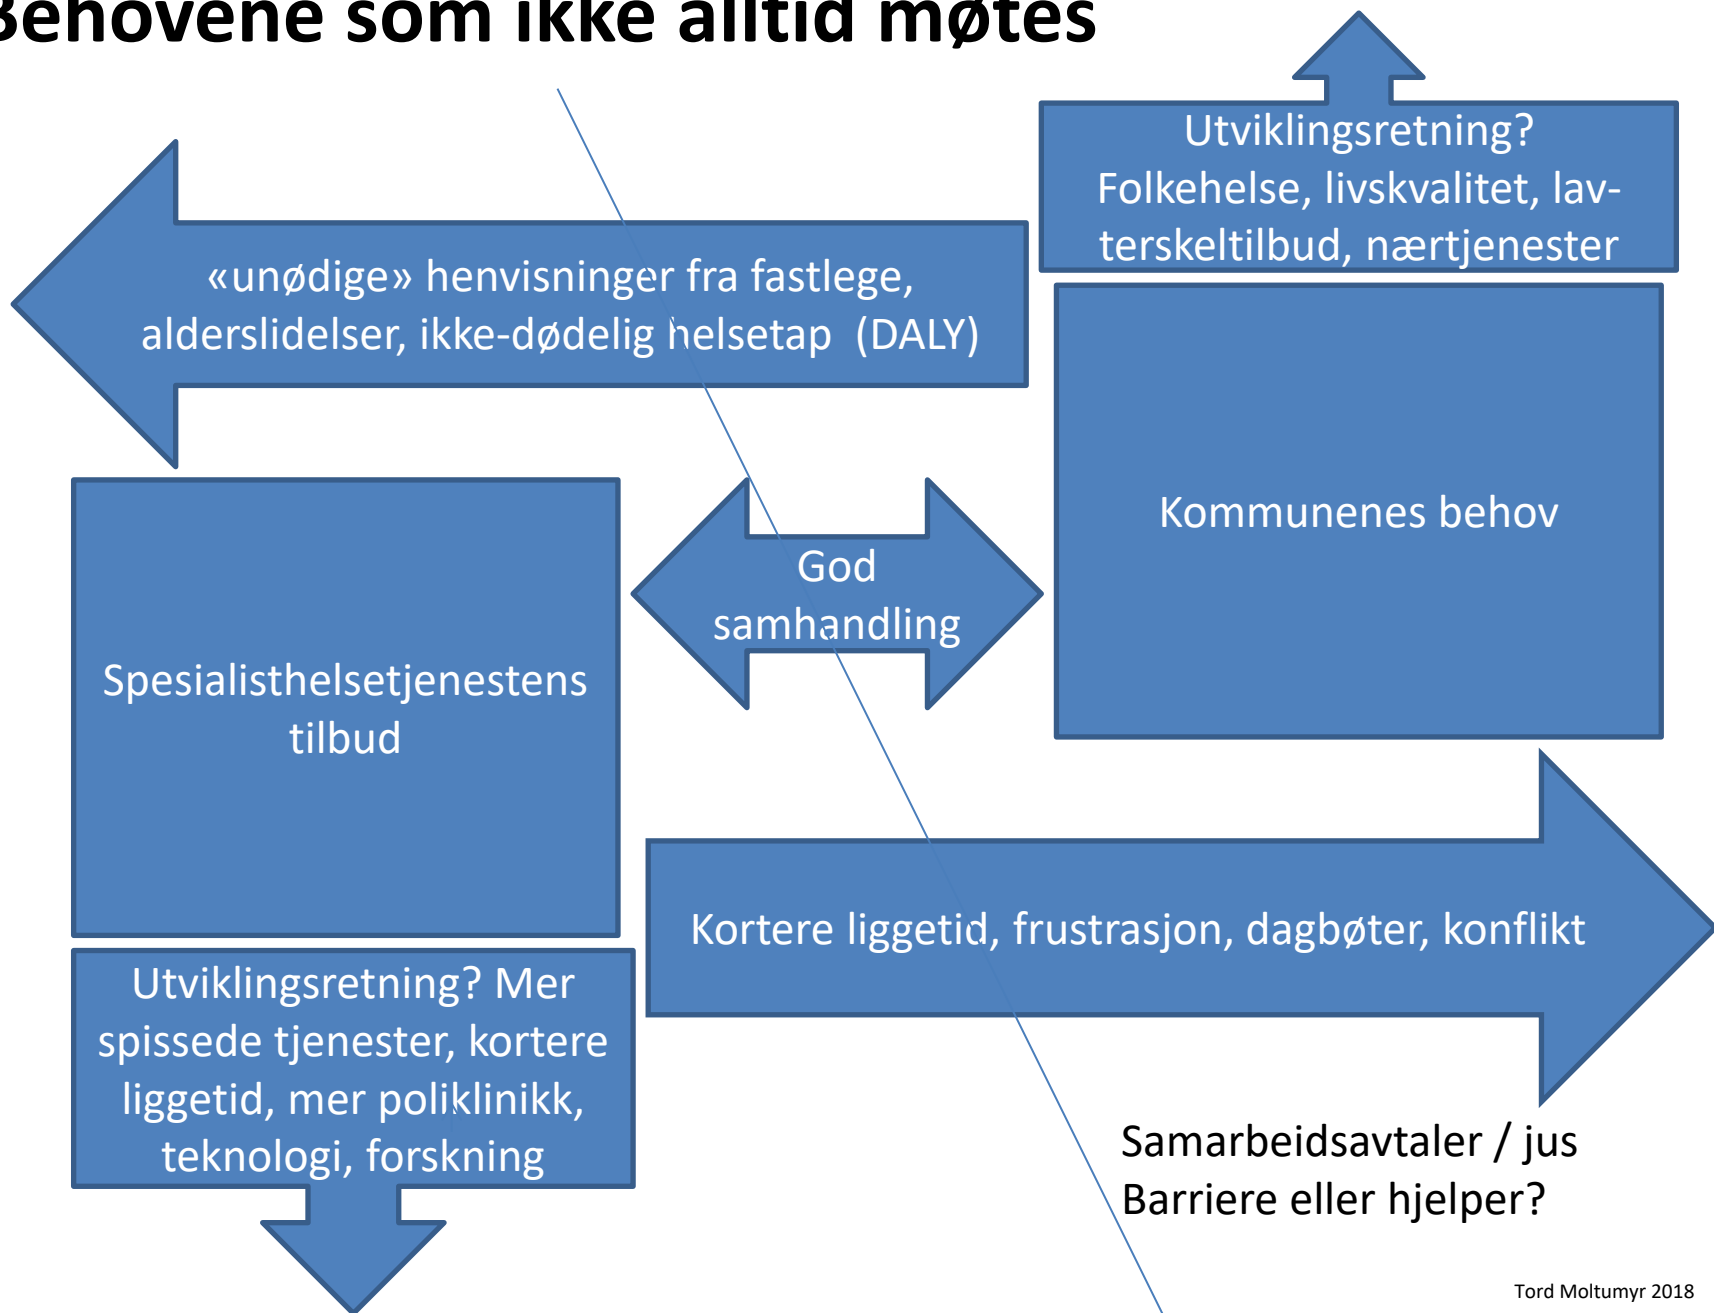 Behovene som ikke alltid møtes
Utviklingsretning?
Folkehelse, livskvalitet, lav-
terskeltilbud, nærtjenester
«unødige» henvisninger fra fastlege,
alderslidelser, ikke-dødelig helsetap (DALY)
Kommunenes behov
God
samhandling
Spesialisthelsetjenestens
tilbud
Kortere liggetid, frustrasjon, dagbøter, konflikt
Utviklingsretning? Mer
spissede tjenester, kortere
liggetid, mer poliklinikk,
teknologi, forskning
Samarbeidsavtaler / jus
Barriere eller hjelper?
Tord Moltumyr 2018